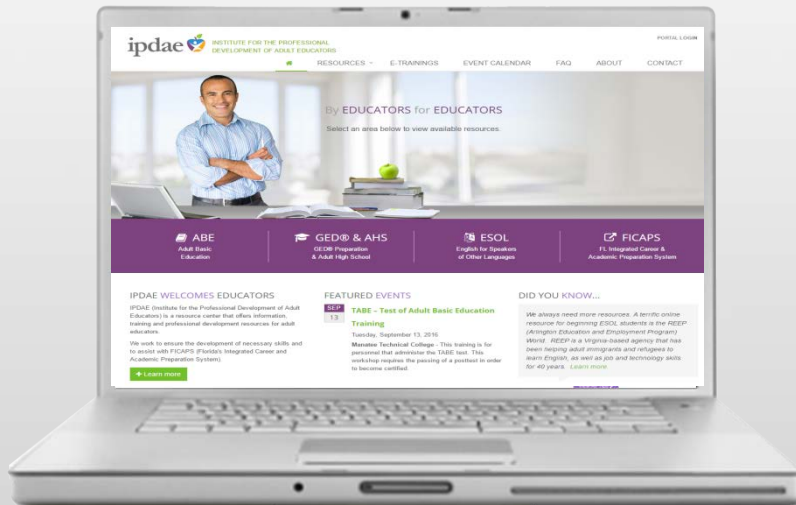 PORTAL LOGIN
ipdae INSTITUTE FOR THE PROFESSIONAL
DEVELOPMENT OF ADULT EDUCATORS
RESOURCES E-TRAININGS EVENT CALENDAR FAQ ABOUT CONTACT
By EDUCATORS for EDUCATORS
Select an area below to view available resources.
ABE
Adult Basic
Education
GED® & AHS
GED® Preparation
& Adult High School
ESOL
English for Speakers
of Other Languages
FICAPS
FL Integrated Career &
Academic Preparation System
IPDAE WELCOMES EDUCATORS
IPDAE (Institute for the Professional Development of Adult
Educators) is a resource center that offers information,
training and professional development resources for adult
educators.
We work to ensure the development of necessary skills and
to assist with FICAPS (Florida's Integrated Career and
Academic Preparation System).
+ Learn more
FEATURED EVENTS
SEP
13
TABE – Test of Adult Basic Education
Training
Tuesday, September 13, 2016
Manatee Technical College - This training is for
personnel that administer the TABE test. This
workshop requires the passing of a posttest in order
to become certified.
DID YOU KNOW...
We always need more resources. A terrific online
resource for beginning ESOL students is the REEP
(Arlington Education and Employment Program)
World. REEP is a Virginia-based agency that has
been helping adult immigrants and refugees to
learn English, as well as job and technology skills
for 40 years. Learn more